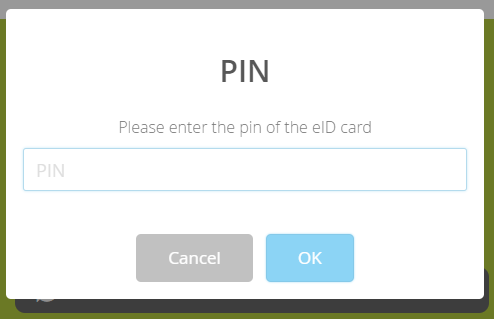 PIN
Please enter the pin of the eID card
PIN
Cancel OK